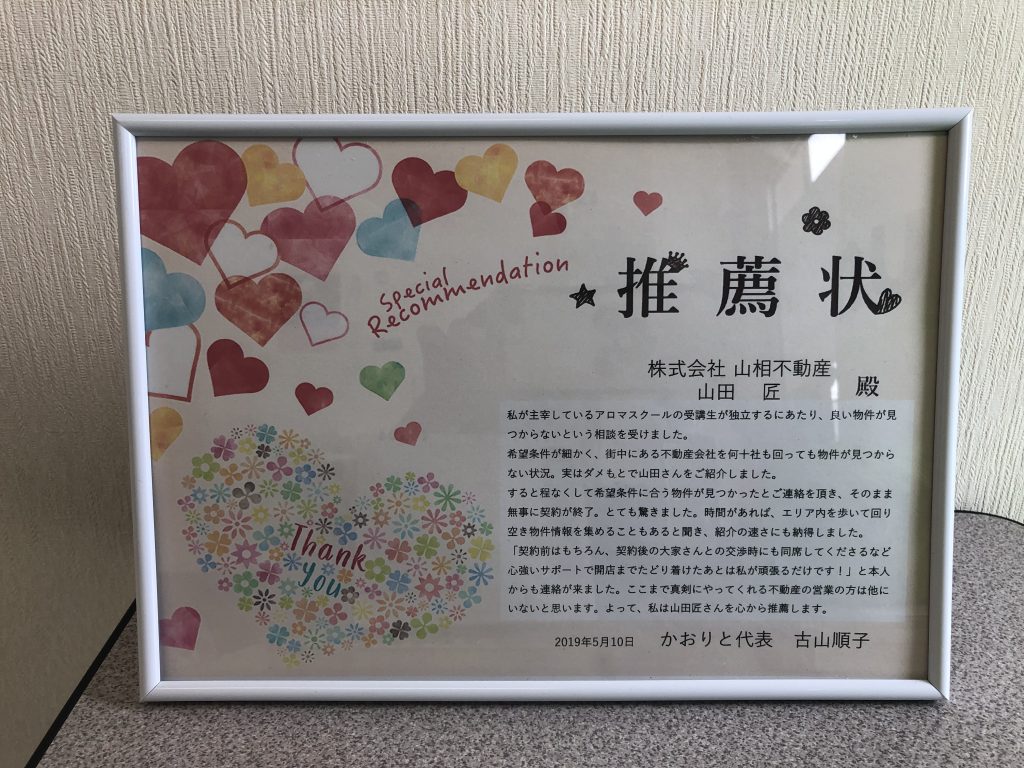 Special
Recommendation
推薦状
株式会社 山相不動産
山田 匠 殿
私が主宰しているアロマスクールの受講生が独立するにあたり、良い物件が見
つからないという相談を受けました。
希望条件が細かく、街中にある不動産会社を何十社も回っても物件が見つから
ない状況。実はダメもとで山田さんをご紹介しました。
すると程なくして希望条件に合う物件が見つかったとご連絡を頂き、そのまま
無事に契約が終了。とても驚きました。時間があれば、エリア内を歩いて回り
空き物件情報を集めることもあると聞き、紹介の速さにも納得しました。
「契約前はもちろん、契約後の大家さんとの交渉時にも同席してくださるなど
心強いサポートで開店までたどり着けたあとは私が頑張るだけです！」と本人
からも連絡が来ました。ここまで真剣にやってくれる不動産の営業の方は他に
いないと思います。よって、私は山田匠さんを心から推薦します。
Thank
you
2019年5月10日 かおりと代表 古山順子